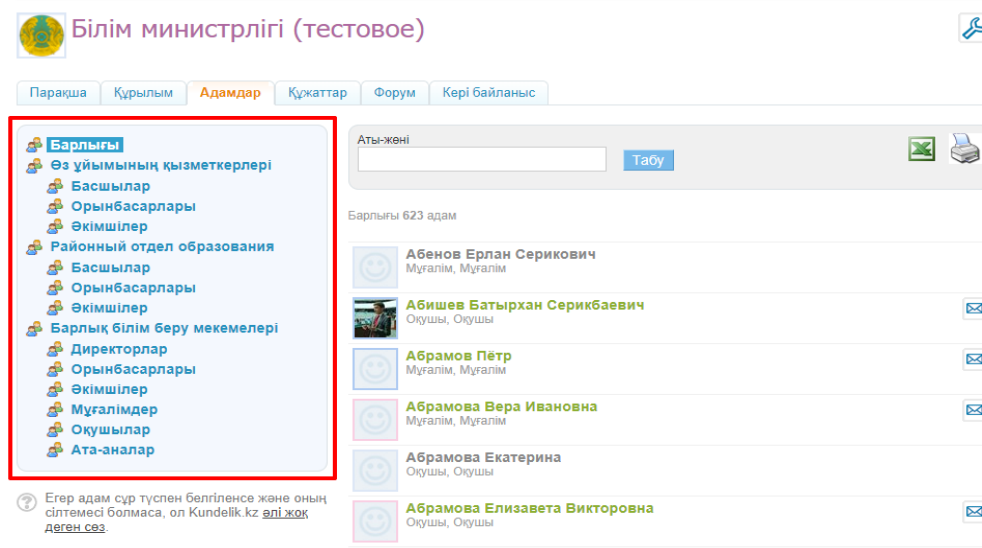 Білім министрлігі (тестовое)
Парақша Құрылым Адамдар Құжаттар Форум Кері байланыс
Барлығы
Өз ұйымының қызметкерлері
Басшылар
Орынбасарлары
Әкімшілер
Районный отдел образования
Басшылар
Орынбасарлары
Әкімшілер
Барлық білім беру мекемелері
Директорлар
Орынбасарлары
Әкімшілер
Мұғалімдер
Оқушылар
Ата-аналар
Егер адам сұр түспен белгіленсе және оның
сілтемесі болмаса, ол Kundelik.kz әлі жоқ
деген сөз.
Аты-жөні
Табу
Барлығы 623 адам
Абенов Ерлан Серикович
Мұғалім, Мұғалім
Абишев Батырхан Серикбаевич
Оқушы, Оқушы
Абрамов Пётр
Мұғалім, Мұғалім
Абрамова Вера Ивановна
Мұғалім, Мұғалім
Абрамова Екатерина
Оқушы, Оқушы
Абрамова Елизавета Викторовна
Оқушы, Оқушы